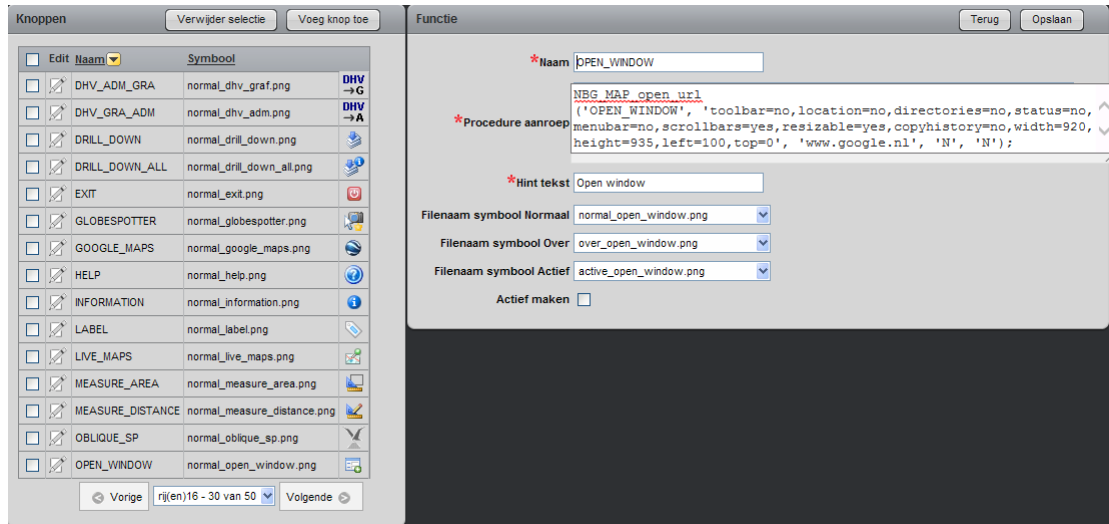 Knoppen
Verwijder selectie
Voeg knop toe
Edit Naam Symbool
DHV_ADM_GRA normal_dhv_graf.png DHV →G
DHV_GRA_ADM normal_dhv_adm.png DHV →A
DRILL_DOWN normal_drill_down.png
DRILL_DOWN_ALL normal_drill_down_all.png
EXIT normal_exit.png
GLOBESPOTTER normal_globespotter.png
GOOGLE_MAPS normal_google_maps.png
HELP normal_help.png
INFORMATION normal_information.png
LABEL normal_label.png
LIVE_MAPS normal_live_maps.png
MEASURE_AREA normal_measure_area.png
MEASURE_DISTANCE normal_measure_distance.png
OBLIQUE_SP normal_oblique_sp.png
OPEN_WINDOW normal_open_window.png
Vorige rij(en)16 - 30 van 50 Volgende
Functie
Terug
Opslaan
*Naam OPEN_WINDOW
*Procedure aanroep
NBG_MAP_open_url
('OPEN_WINDOW', 'toolbar=no,location=no,directories=no,status=no,
menubar=no,scrollbars=yes,resizable=yes,copyhistory=no,width=920,
height=935,left=100,top=0', 'www.google.nl', 'N', 'N');
*Hint tekst Open window
Filenaam symbool Normaal normal_open_window.png
Filenaam symbool Over over_open_window.png
Filenaam symbool Actief active_open_window.png
Actief maken